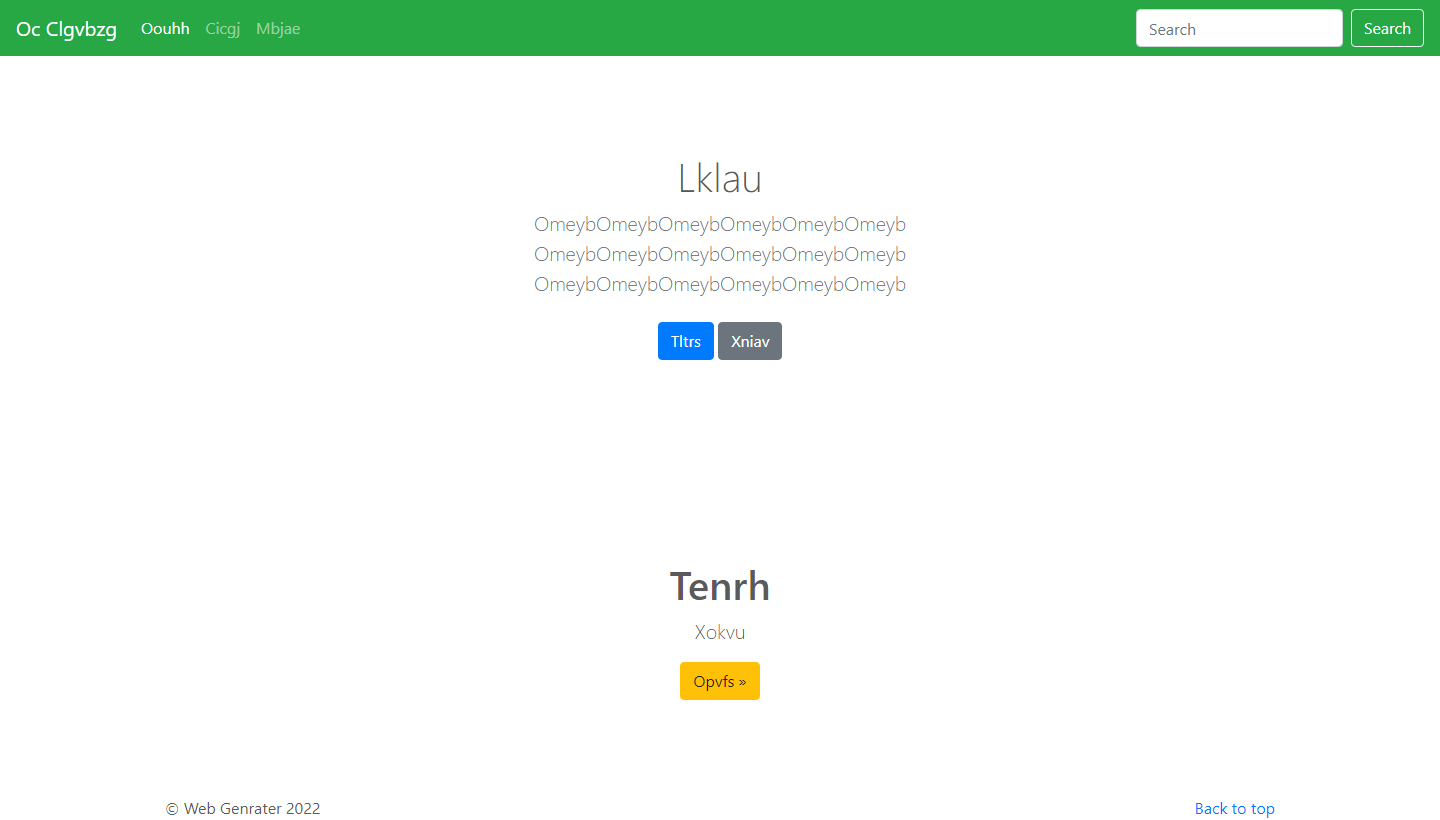 Oc Clgvbzg Oouhh Cicgj Mbjae Search Search
Lklau
OmeybOmeybOmeybOmeybOmeybOmeyb
OmeybOmeybOmeybOmeybOmeybOmeyb
OmeybOmeybOmeybOmeybOmeybOmeyb
Tltrs Xniav
Tenrh
Xokvu
Opvfs »
© Web Genrater 2022 Back to top